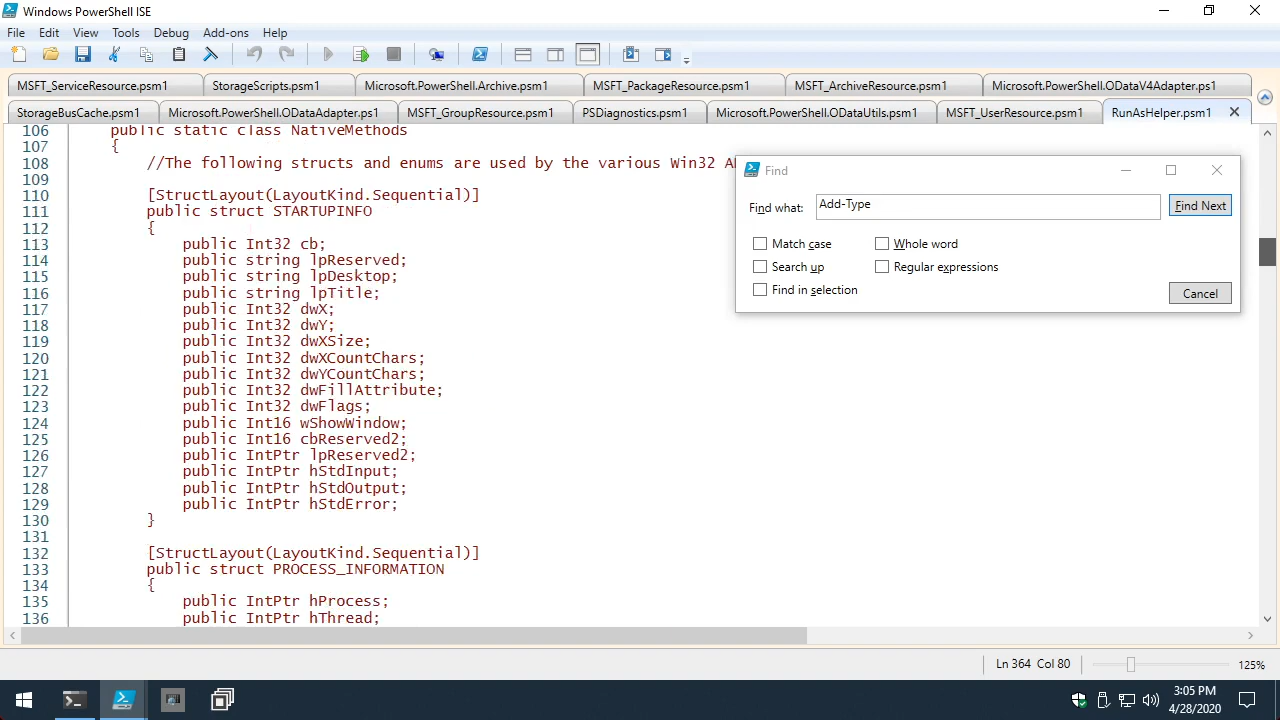 Windows PowerShell ISE
File Edit View Tools Debug Add-ons Help
MSFT_ServiceResource.psm1 StorageScripts.psm1 Microsoft.PowerShell.Archive.psm1 MSFT_PackageResource.psm1 MSFT_ArchiveResource.psm1 Microsoft.PowerShell.ODataV4Adapter.ps1
StorageBusCache.psm1 Microsoft.PowerShell.ODataAdapter.ps1 MSFT_GroupResource.psm1 PSDiagnostics.psm1 Microsoft.PowerShell.ODataUtils.psm1 MSFT_UserResource.psm1 RunAsHelper.psm1
106 public static class NativeMethods
107 {
108 //The following structs and enums are used by the various Win32 A
109
110 [StructLayout(LayoutKind.Sequential)]
111 public struct STARTUPINFO
112 {
113 public Int32 cb;
114 public string lpReserved;
115 public string lpDesktop;
116 public string lpTitle;
117 public Int32 dwX;
118 public Int32 dwY;
119 public Int32 dwXSize;
120 public Int32 dwXCountChars;
121 public Int32 dwYCountChars;
122 public Int32 dwFillAttribute;
123 public Int32 dwFlags;
124 public Int16 wShowWindow;
125 public Int16 cbReserved2;
126 public IntPtr lpReserved2;
127 public IntPtr hStdInput;
128 public IntPtr hStdOutput;
129 public IntPtr hStdError;
130 }
131
132 [StructLayout(LayoutKind.Sequential)]
133 public struct PROCESS_INFORMATION
134 {
135 public IntPtr hProcess;
136 public IntPtr hThread;
Find
Find what: Add-Type Find Next
Match case Whole word
Search up Regular expressions
Find in selection
Cancel
Ln 364 Col 80 125%
3:05 PM
4/28/2020